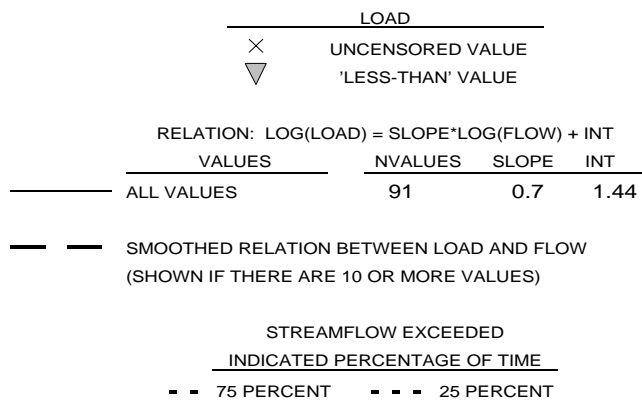 LOAD
UNCENSORED VALUE
'LESS-THAN' VALUE
RELATION: LOG(LOAD) = SLOPE*LOG(FLOW) + INT
VALUES NVALUES SLOPE INT
ALL VALUES 91 0.7 1.44
SMOOTHED RELATION BETWEEN LOAD AND FLOW
(SHOWN IF THERE ARE 10 OR MORE VALUES)
STREAMFLOW EXCEEDED
INDICATED PERCENTAGE OF TIME
75 PERCENT 25 PERCENT